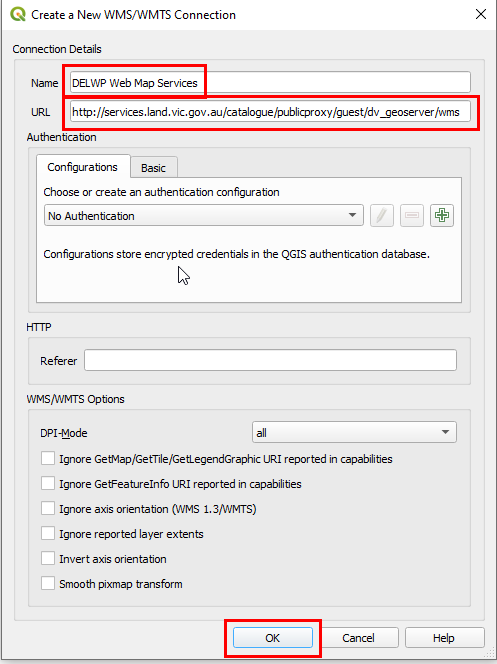 Create a New WMS/WMTS Connection
Connection Details
Name DELWP Web Map Services
URL http://services.land.vic.gov.au/catalogue/publicproxy/guest/dv_geoserver/wms
Authentication
Configurations Basic
Choose or create an authentication configuration
No Authentication
Configurations store encrypted credentials in the QGIS authentication database.
HTTP
Referer
WMS/WMTS Options
DPI-Mode all
Ignore GetMap/GetTile/GetLegendGraphic URI reported in capabilities
Ignore GetFeatureInfo URI reported in capabilities
Ignore axis orientation (WMS 1.3/WMTS)
Ignore reported layer extents
Invert axis orientation
Smooth pixmap transform
OK Cancel Help